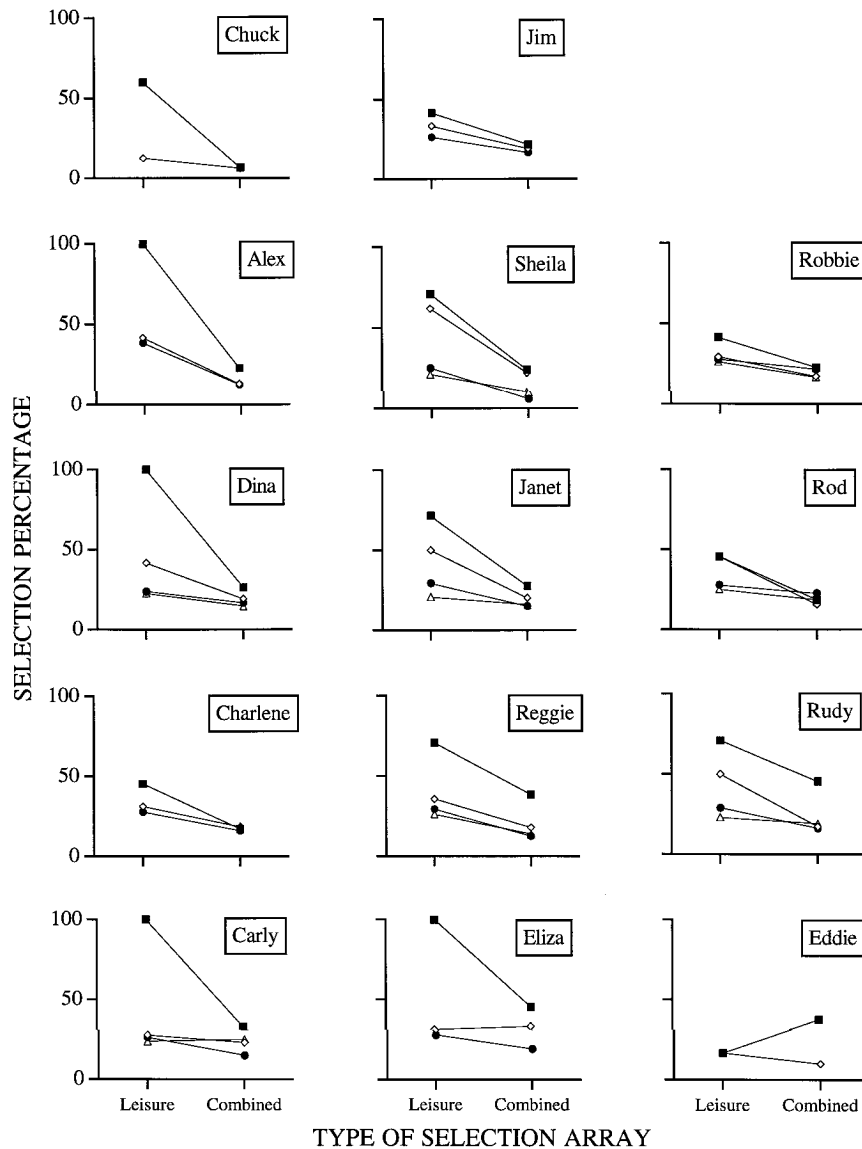 SELECTION PERCENTAGE
Chuck
Jim
100
50
0
Alex
Sheila
Robbie
100
50
0
Dina
Janet
Rod
100
50
0
Charlene
Reggie
Rudy
100
50
0
Carly
Eliza
Eddie
100
50
0
Leisure Combined Leisure Combined Leisure Combined
TYPE OF SELECTION ARRAY